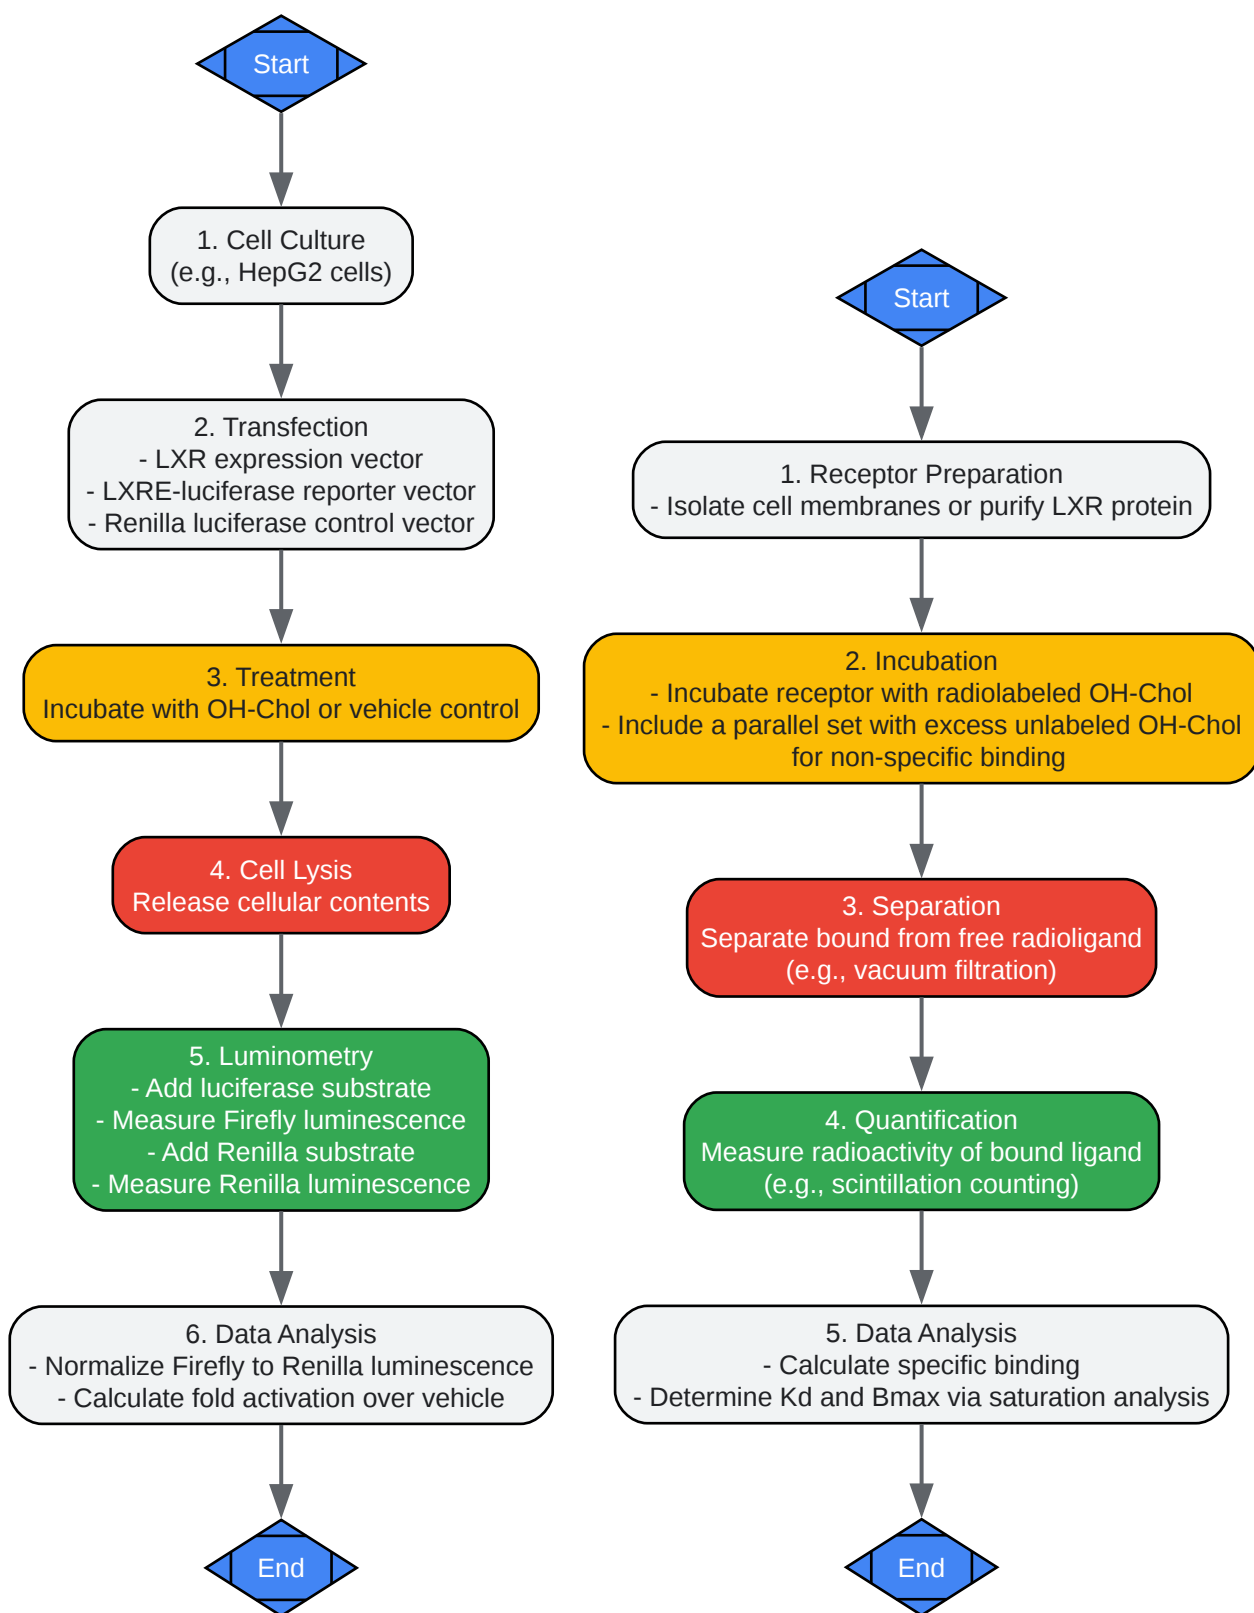 Start
1. Cell Culture
(e.g., HepG2 cells)
2. Transfection
- LXR expression vector
- LXRE-luciferase reporter vector
- Renilla luciferase control vector
3. Treatment
Incubate with OH-Chol or vehicle control
4. Cell Lysis
Release cellular contents
5. Luminometry
- Add luciferase substrate
- Measure Firefly luminescence
- Add Renilla substrate
- Measure Renilla luminescence
6. Data Analysis
- Normalize Firefly to Renilla luminescence
- Calculate fold activation over vehicle
End
Start
1. Receptor Preparation
- Isolate cell membranes or purify LXR protein
2. Incubation
- Incubate receptor with radiolabeled OH-Chol
- Include a parallel set with excess unlabeled OH-Chol
for non-specific binding
3. Separation
Separate bound from free radioligand
(e.g., vacuum filtration)
4. Quantification
Measure radioactivity of bound ligand
(e.g., scintillation counting)
5. Data Analysis
- Calculate specific binding
- Determine Kd and Bmax via saturation analysis
End